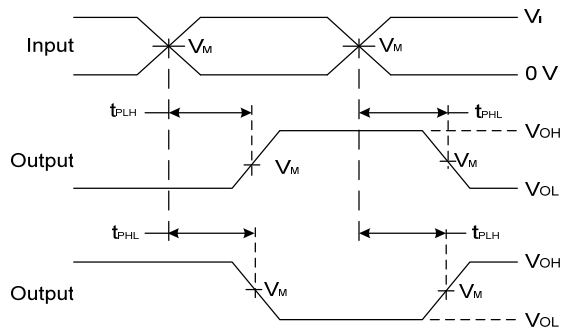 VI
Input VM VM
0 V
tPLH tPHL
VOH
Output VM VM
VOL
tPHL tPLH
VOH
Output VM VM
VOL